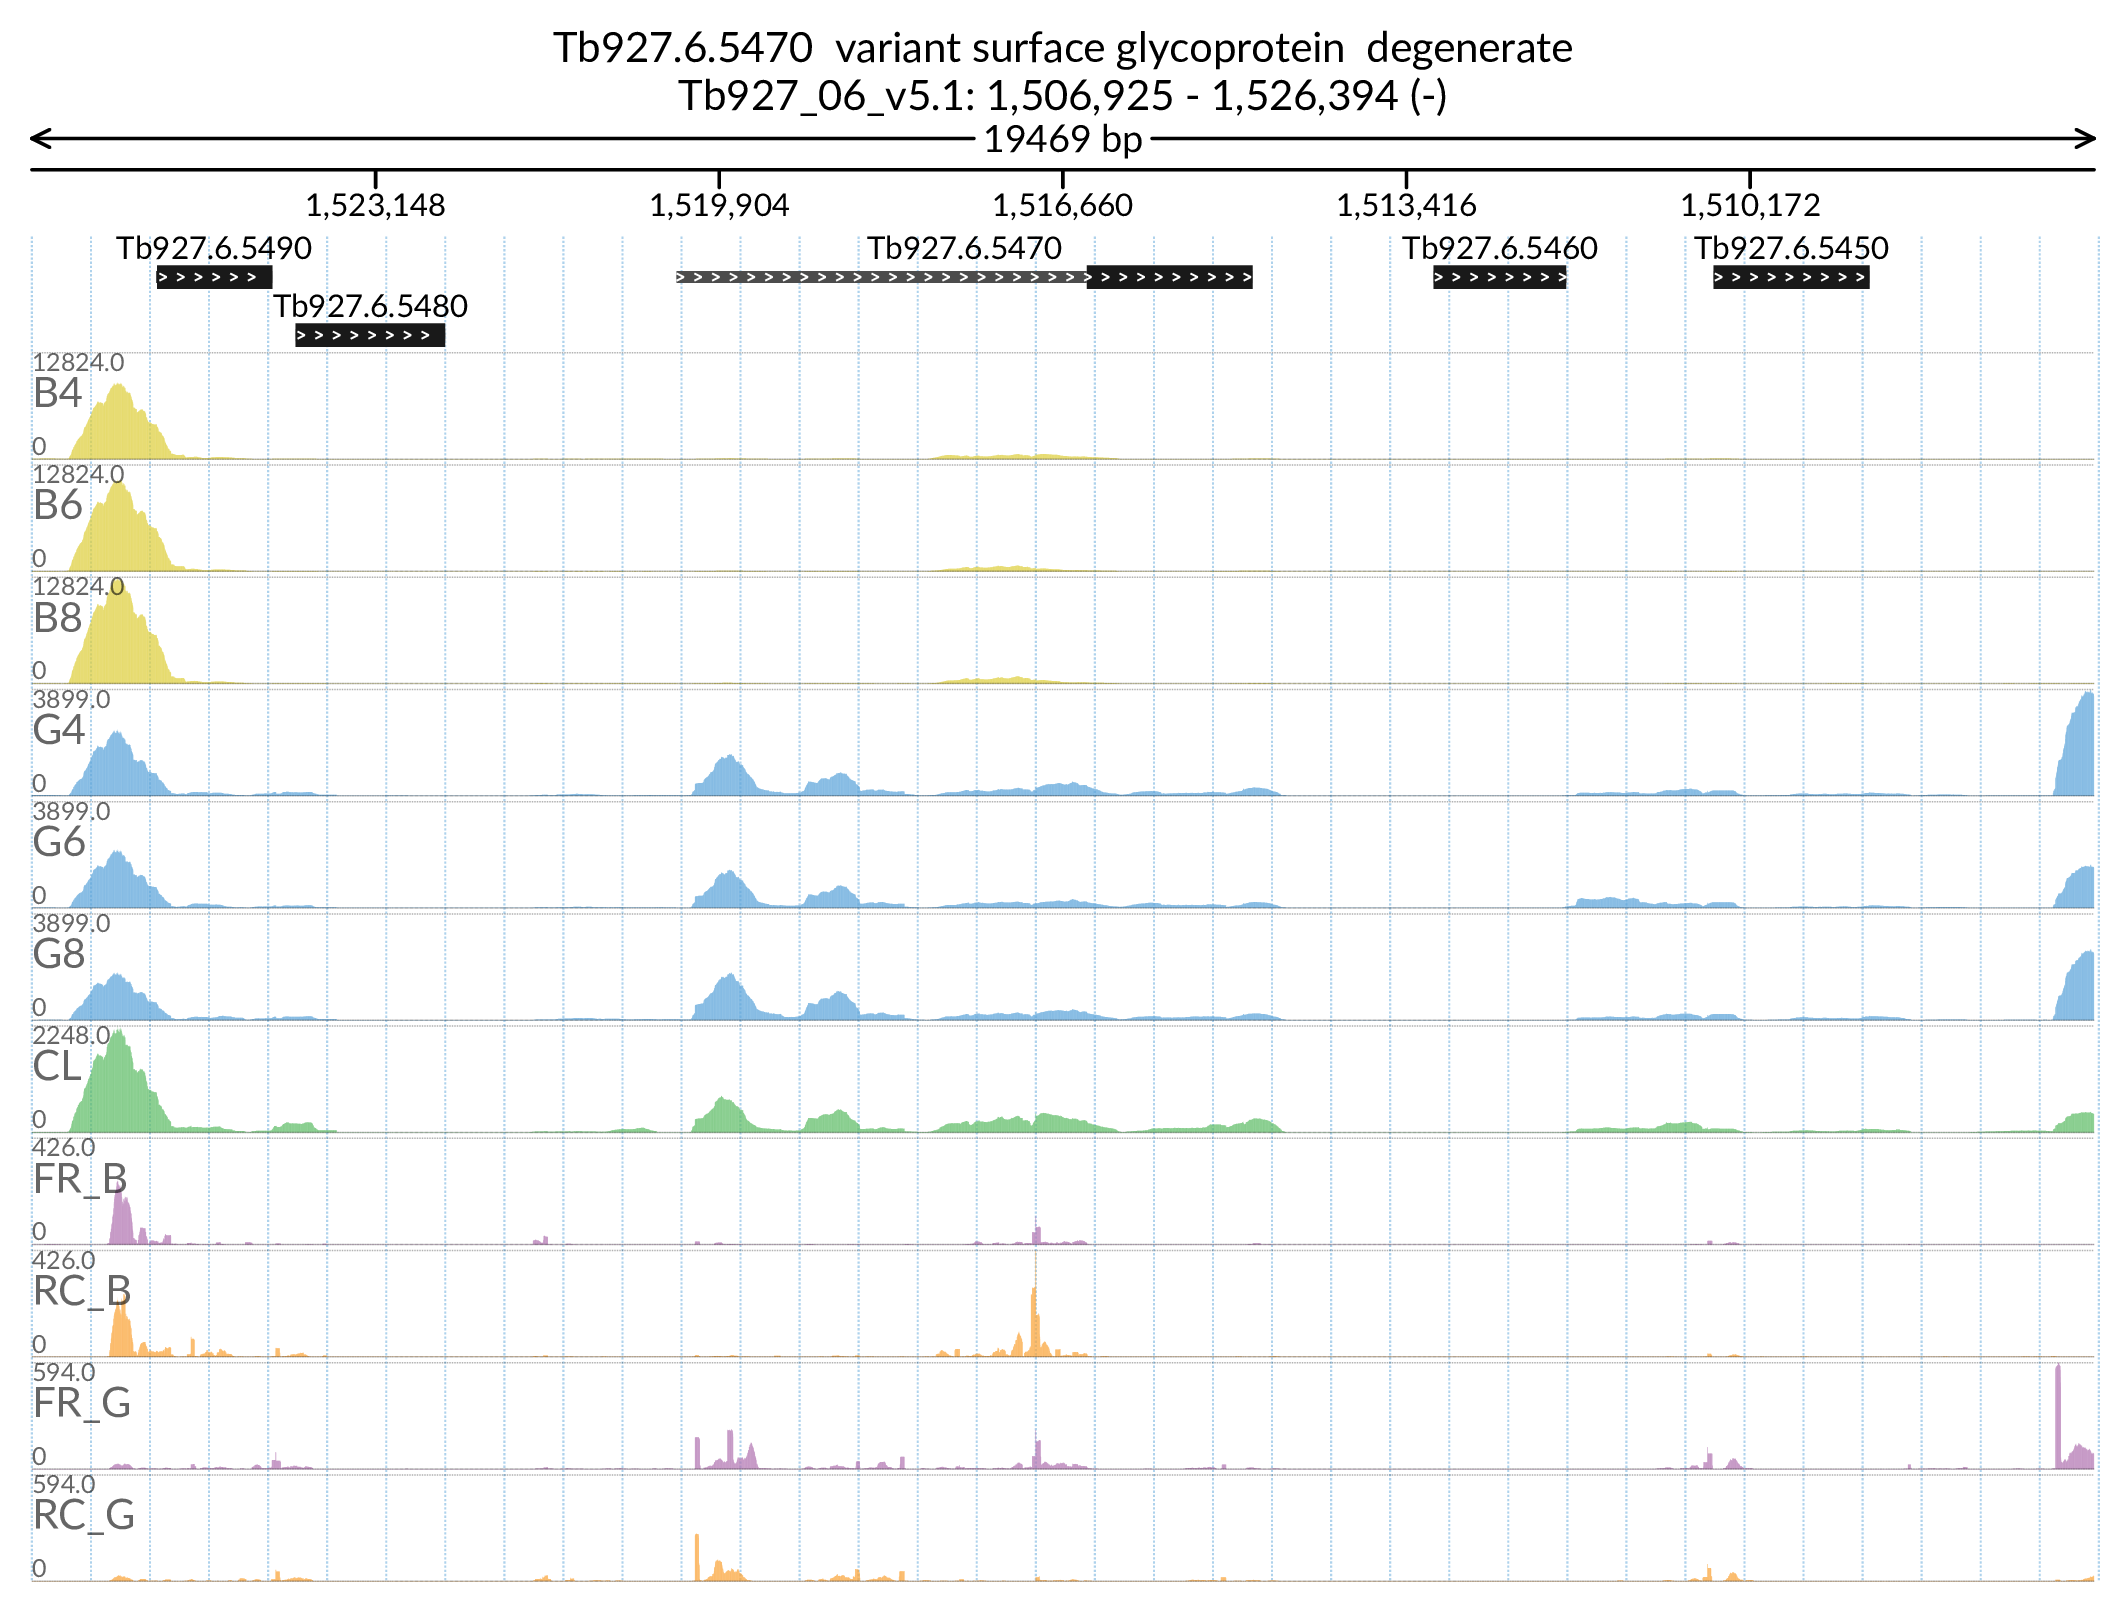 Tb927.6.5470 variant surface glycoprotein degenerate
Tb927_06_v5.1: 1,506,925 - 1,526,394 (-)
19469 bp
1,523,148 1,519,904 1,516,660 1,513,416 1,510,172
Tb927.6.5490 Tb927.6.5470 Tb927.6.5460 Tb927.6.5450
Tb927.6.5480
12824.0
B4
0
12824.0
B6
0
12824.0
B8
0
3899.0
G4
0
3899.0
G6
0
3899.0
G8
0
2248.0
CL
0
426.0
FR_B
0
426.0
RC_B
0
594.0
FR_G
0
594.0
RC_G
0